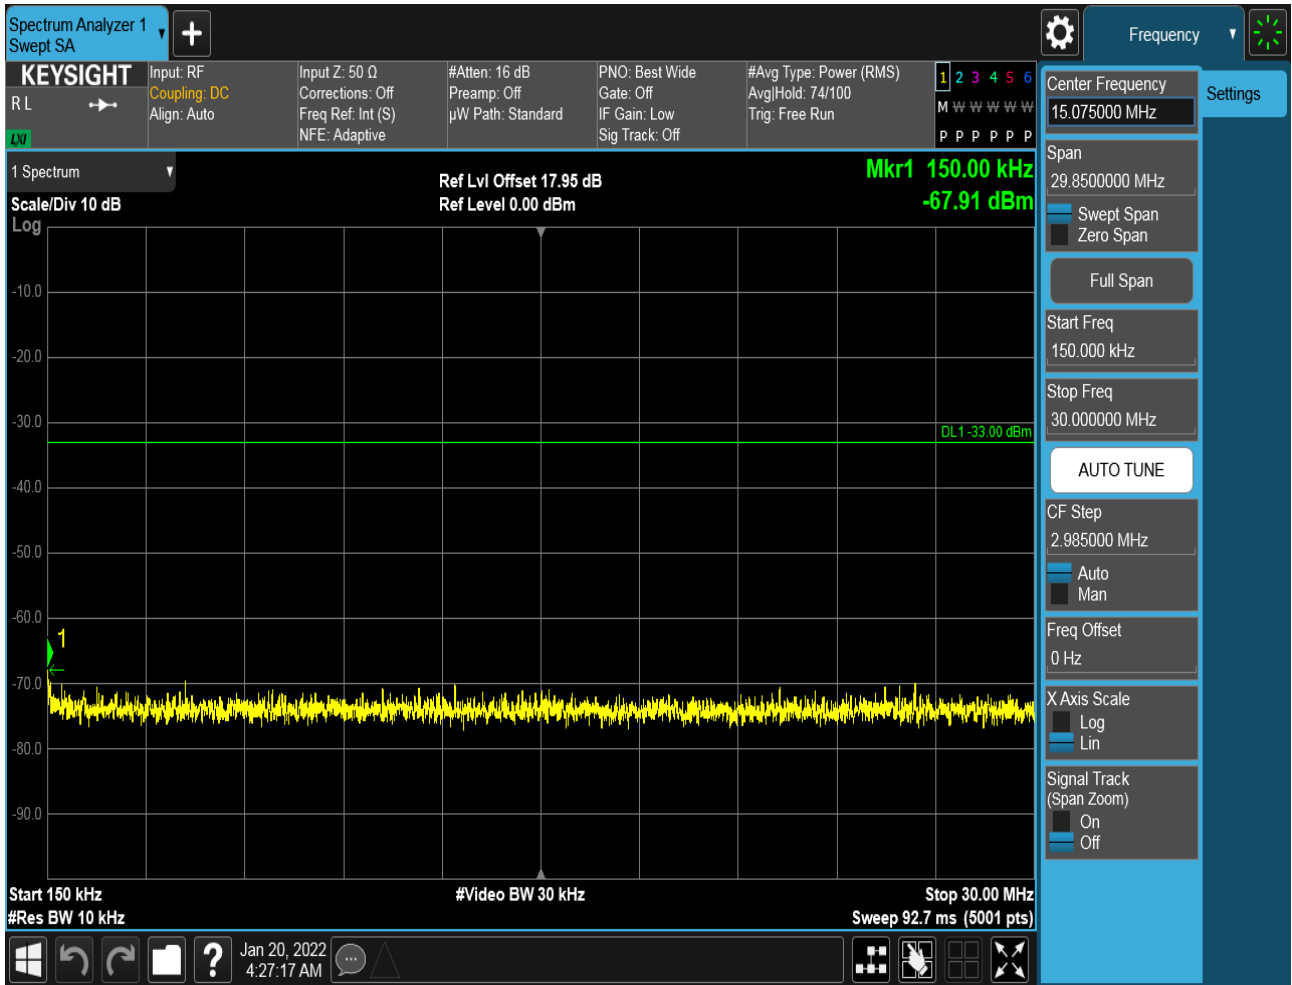 Spectrum Analyzer 1
Swept SA
Frequency
KEYSIGHT
R L
LXI
Input: RF
Coupling: DC
Align: Auto
Input Z: 50 Ω
Corrections: Off
Freq Ref: Int (S)
NFE: Adaptive
#Atten: 16 dB
Preamp: Off
µW Path: Standard
PNO: Best Wide
Gate: Off
IF Gain: Low
Sig Track: Off
#Avg Type: Power (RMS)
Avg|Hold: 74/100
Trig: Free Run
1 2 3 4 5 6
M W W W W W
P P P P P P
1 Spectrum
Scale/Div 10 dB
Log
Ref Lvl Offset 17.95 dB
Ref Level 0.00 dBm
Mkr1 150.00 kHz
-67.91 dBm
-10.0
-20.0
-30.0
DL1 -33.00 dBm
-40.0
-50.0
-60.0
1
-70.0
-80.0
-90.0
Start 150 kHz
#Video BW 30 kHz
Stop 30.00 MHz
#Res BW 10 kHz
Sweep 92.7 ms (5001 pts)
?
Jan 20, 2022
4:27:17 AM
Center Frequency
15.075000 MHz
Settings
Span
29.8500000 MHz
Swept Span
Zero Span
Full Span
Start Freq
150.000 kHz
Stop Freq
30.000000 MHz
AUTO TUNE
CF Step
2.985000 MHz
Auto
Man
Freq Offset
0 Hz
X Axis Scale
Log
Lin
Signal Track
(Span Zoom)
On
Off